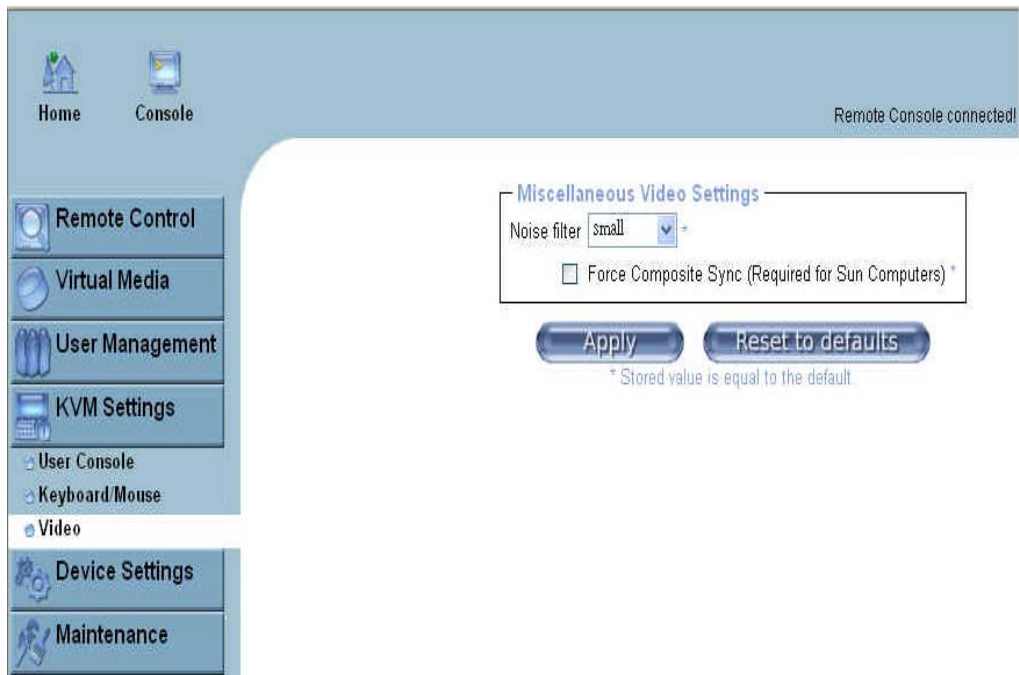 Home
Console
Remote Console connected!
Remote Control
Virtual Media
User Management
KVM Settings
User Console
Keyboard/Mouse
Video
Device Settings
Maintenance
Miscellaneous Video Settings
Noise filter small *
Force Composite Sync (Required for Sun Computers) *
Apply
Reset to defaults
* Stored value is equal to the default.